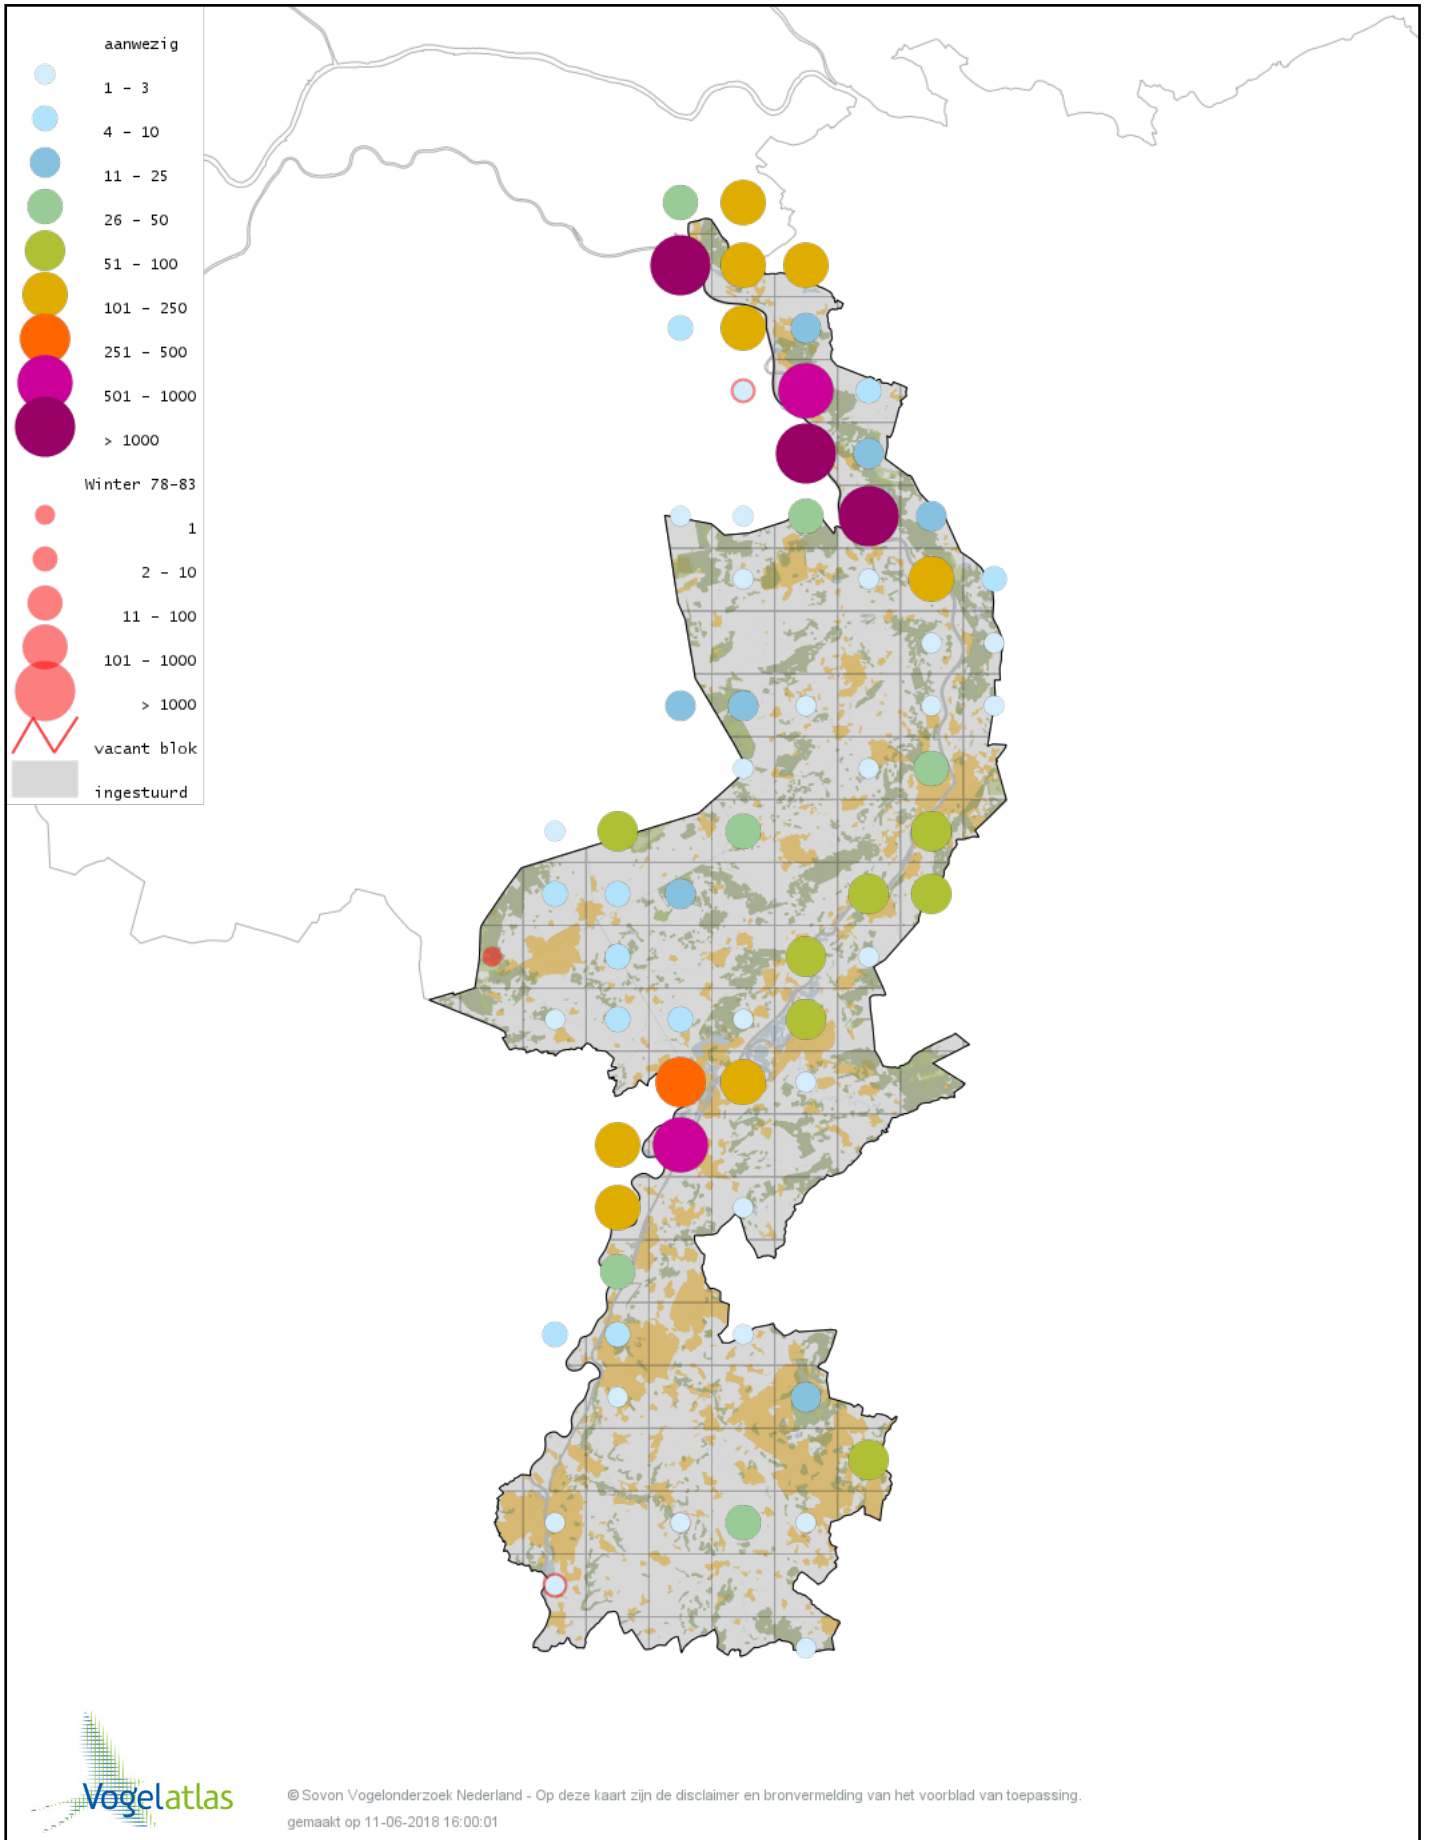 aanwezig
1 – 3
4 – 10
11 – 25
26 – 50
51 – 100
101 – 250
251 – 500
501 – 1000
> 1000
Winter 78–83
1
2 – 10
11 – 100
101 – 1000
> 1000
vacant blok
ingestuurd
Vogelatlas
© Sovon Vogelonderzoek Nederland - Op deze kaart zijn de disclaimer en bronvermelding van het voorblad van toepassing.
gemaakt op 11-06-2018 16:00:01